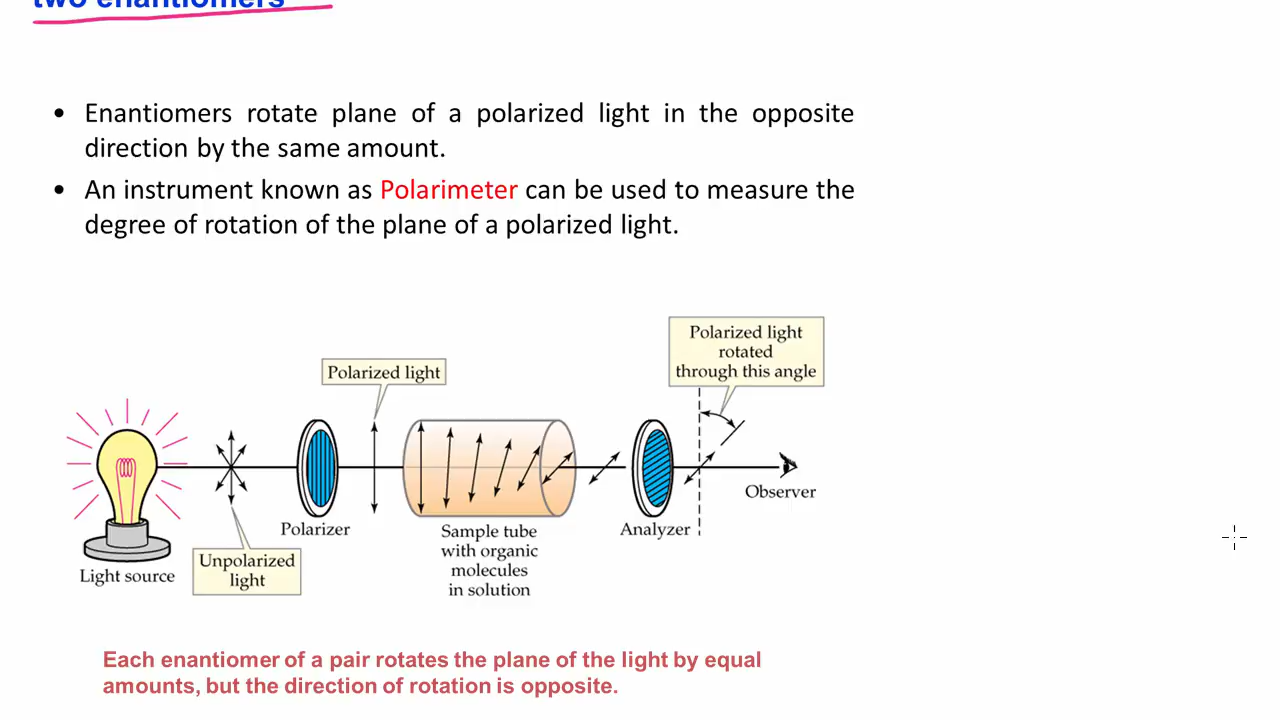 two enantiomers
• Enantiomers rotate plane of a polarized light in the opposite
direction by the same amount.
• An instrument known as Polarimeter can be used to measure the
degree of rotation of the plane of a polarized light.
Polarized light
rotated
through this angle
Polarized light
Observer
Polarizer
Analyzer
Sample tube
with organic
molecules
in solution
Unpolarized
light
Light source
Each enantiomer of a pair rotates the plane of the light by equal
amounts, but the direction of rotation is opposite.